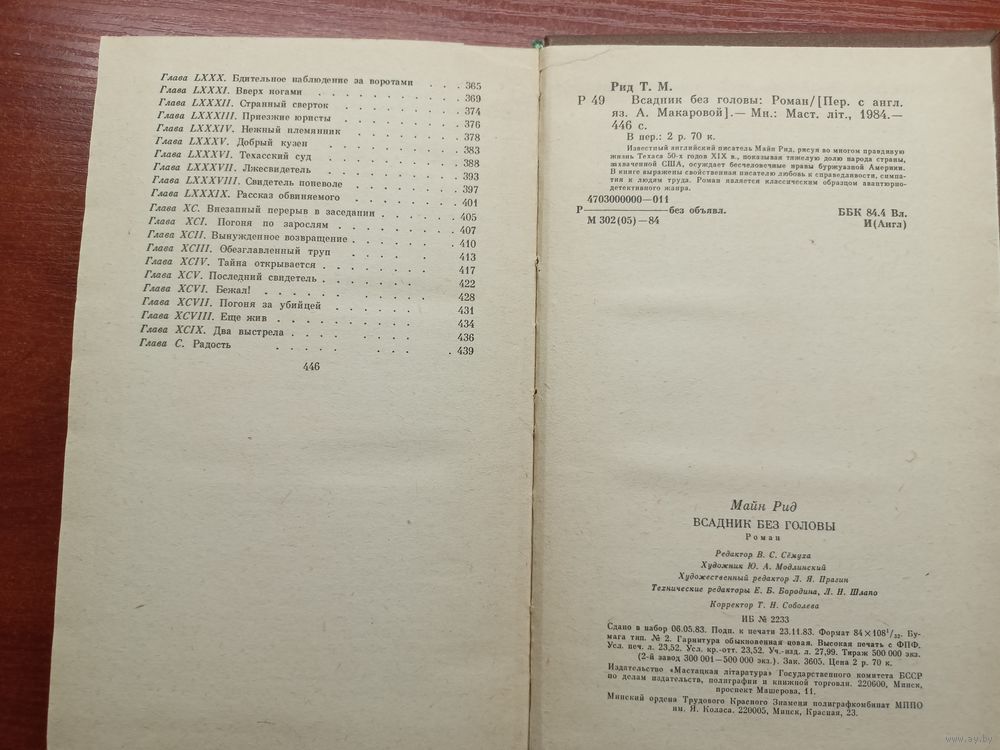 Глава LXXX. Бдительное наблюдение за воротами . . . 365
Глава LXXXI. Вверх ногами . . . . . . . . . 369
Глава LXXXII. Странный сверток . . . . . . . . 374
Глава LXXXIII. Приезжие юристы . . . . . . . . 376
Глава LXXXIV. Нежный племянник . . . . . . . 378
Глава LXXXV. Добрый кузен . . . . . . . . . 383
Глава LXXXVI. Техасский суд . . . . . . . . . 388
Глава LXXXVII. Лжесвидетель . . . . . . . . . 393
Глава LXXXVIII. Свидетель поневоле . . . . . . . 397
Глава LXXXIX. Рассказ обвиняемого . . . . . . . 401
Глава XC. Внезапный перерыв в заседании . . . . . 405
Глава XCI. Погоня по зарослям . . . . . . . . 407
Глава XCII. Вынужденное возвращение . . . . . . 410
Глава XCIII. Обезглавленный труп . . . . . . . 413
Глава XCIV. Тайна открывается . . . . . . . . 417
Глава XCV. Последний свидетель . . . . . . . . 422
Глава XCVI. Бежал! . . . . . . . . . . . 428
Глава XCVII. Погоня за убийцей . . . . . . . . 431
Глава XCVIII. Еще жив . . . . . . . . . . 434
Глава XCIX. Два выстрела . . . . . . . . . 436
Глава C. Радость . . . . . . . . . . 439
446
Рид Т. М.
Р 49 Всадник без головы: Роман/[Пер. с англ.
яз. А. Макаровой].— Мн.: Маст. літ., 1984.—
446 с.
В пер.: 2 р. 70 к.
Известный английский писатель Майн Рид, рисуя во многом правдивую
жизнь Техаса 50-х годов XIX в., показывая тяжелую долю народа страны,
захваченной США, осуждает бесчеловечные нравы буржуазной Америки.
В книге выражены свойственная писателю любовь к справедливости, симпа-
тия к людям труда. Роман является классическим образцом авантюрно-
детективного жанра.
4703000000—011
Р————без объявл.
М 302(05)—84
ББК 84.4 Вл.
И(Англ)
Майн Рид
ВСАДНИК БЕЗ ГОЛОВЫ
Роман
Редактор В. С. Сёмуха
Художник Ю. А. Модлинский
Художественный редактор Л. Я. Прагин
Технические редакторы Е. Б. Бородина, Л. Н. Шлапо
Корректор Т. Н. Соболева
ИБ № 2233
Сдано в набор 06.05.83. Подп. к печати 23.11.83. Формат 84×108¹/₃₂. Бу-
мага тип. № 2. Гарнитура обыкновенная новая. Высокая печать с ФПФ.
Усл. печ. л. 23,52. Усл. кр.-отт. 23,52. Уч.-изд. л. 27,99. Тираж 500 000 экз.
(2-й завод 300 001—500 000 экз.). Зак. 3605. Цена 2 р. 70 к.
Издательство «Мастацкая літаратура» Государственного комитета БССР
по делам издательств, полиграфии и книжной торговли. 220600, Минск,
проспект Машерова, 11.
Минский ордена Трудового Красного Знамени полиграфкомбинат МППО
им. Я. Коласа. 220005, Минск, Красная, 23.
www.ay.by